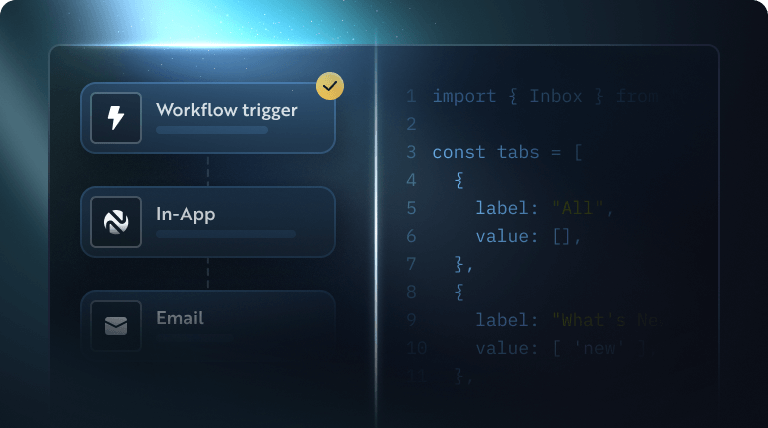 Workflow trigger
In-App
Email
1 import { Inbox } from
2
3 const tabs = [
4 {
5 label: "All",
6 value: [],
7 },
8 {
9 label: "What's Ne
10 value: [ 'new' ]
11 },